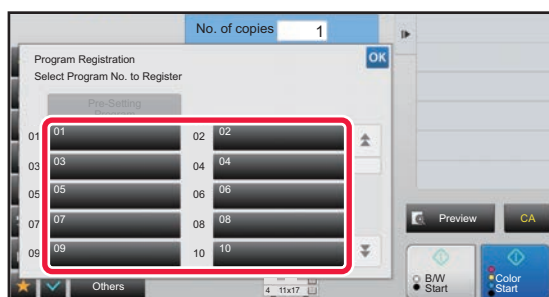 No. of copies 1
Program Registration
OK
Select Program No. to Register
Pre-Setting
01 01 02 02
03 03 04 04
05 05 06 06
07 07 08 08
09 09 10 10
Preview CA
B/W
Start
Color
Start
Others
4 11x17